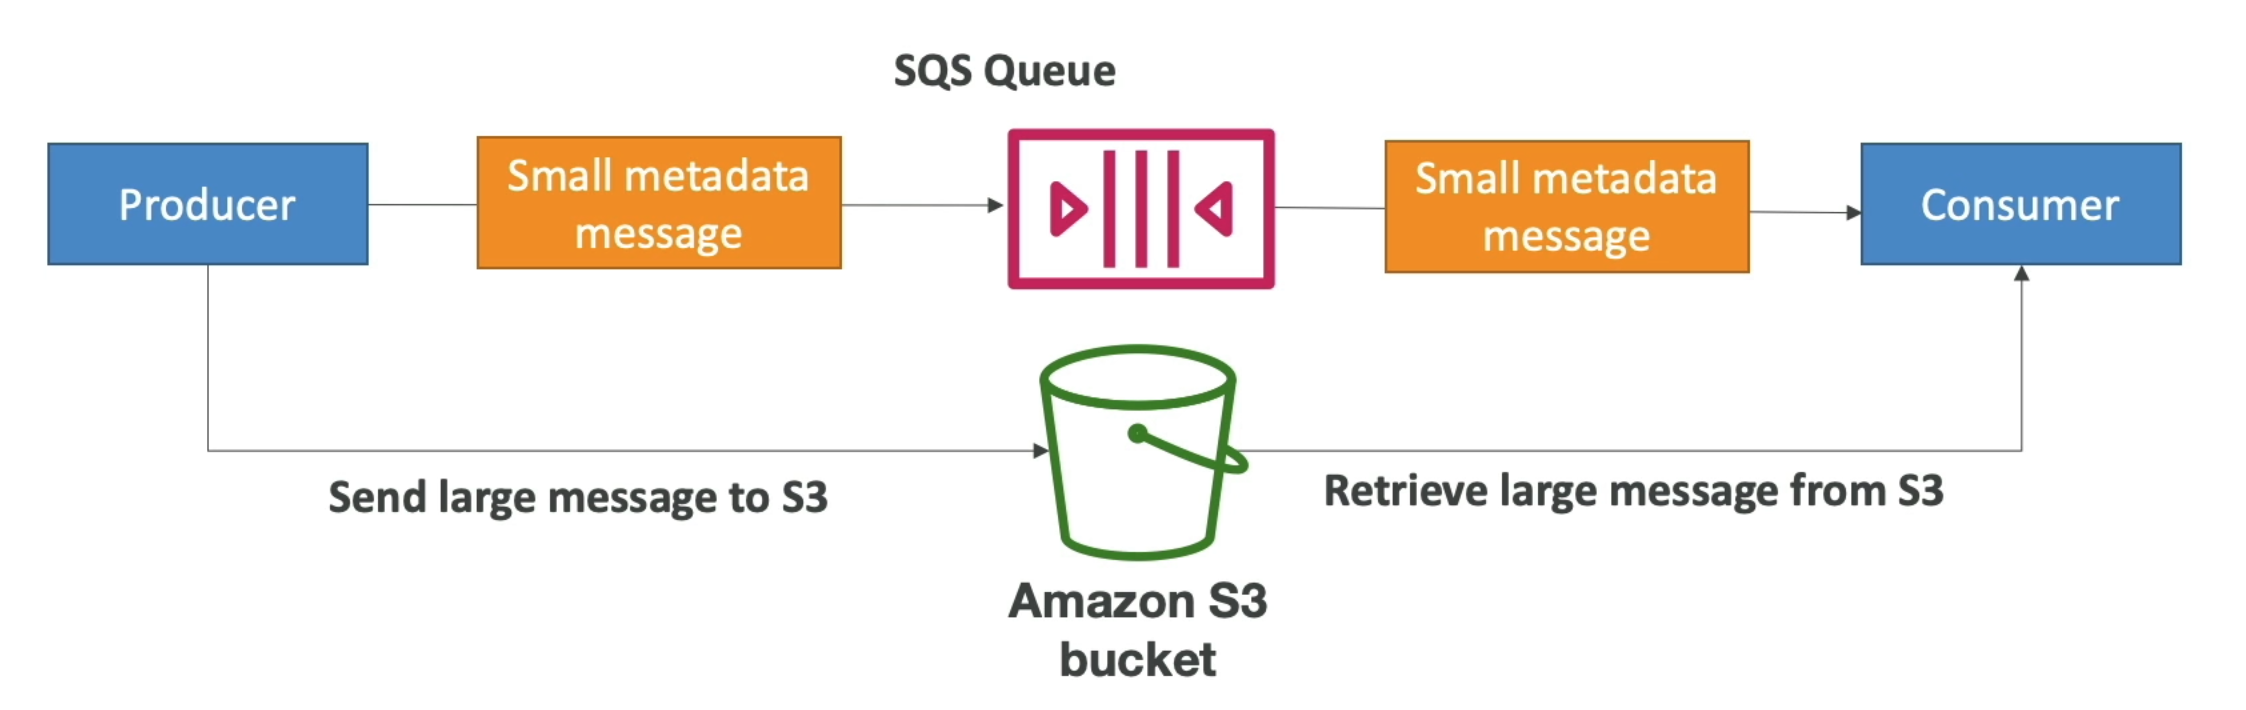 SQS Queue
Producer
Small metadata
message
Small metadata
message
Consumer
Send large message to S3
Retrieve large message from S3
Amazon S3
bucket